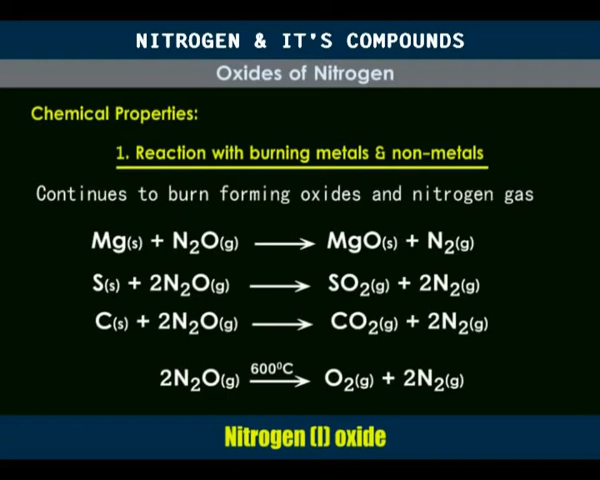 NITROGEN & IT'S COMPOUNDS
Oxides of Nitrogen
Chemical Properties:
1. Reaction with burning metals & non-metals
Continues to burn forming oxides and nitrogen gas
Mg(s) + N2O(g) ⟶ MgO(s) + N2(g)
S(s) + 2N2O(g) ⟶ SO2(g) + 2N2(g)
C(s) + 2N2O(g) ⟶ CO2(g) + 2N2(g)
2N2O(g) 600⁰C ⟶ O2(g) + 2N2(g)
Nitrogen (I) oxide